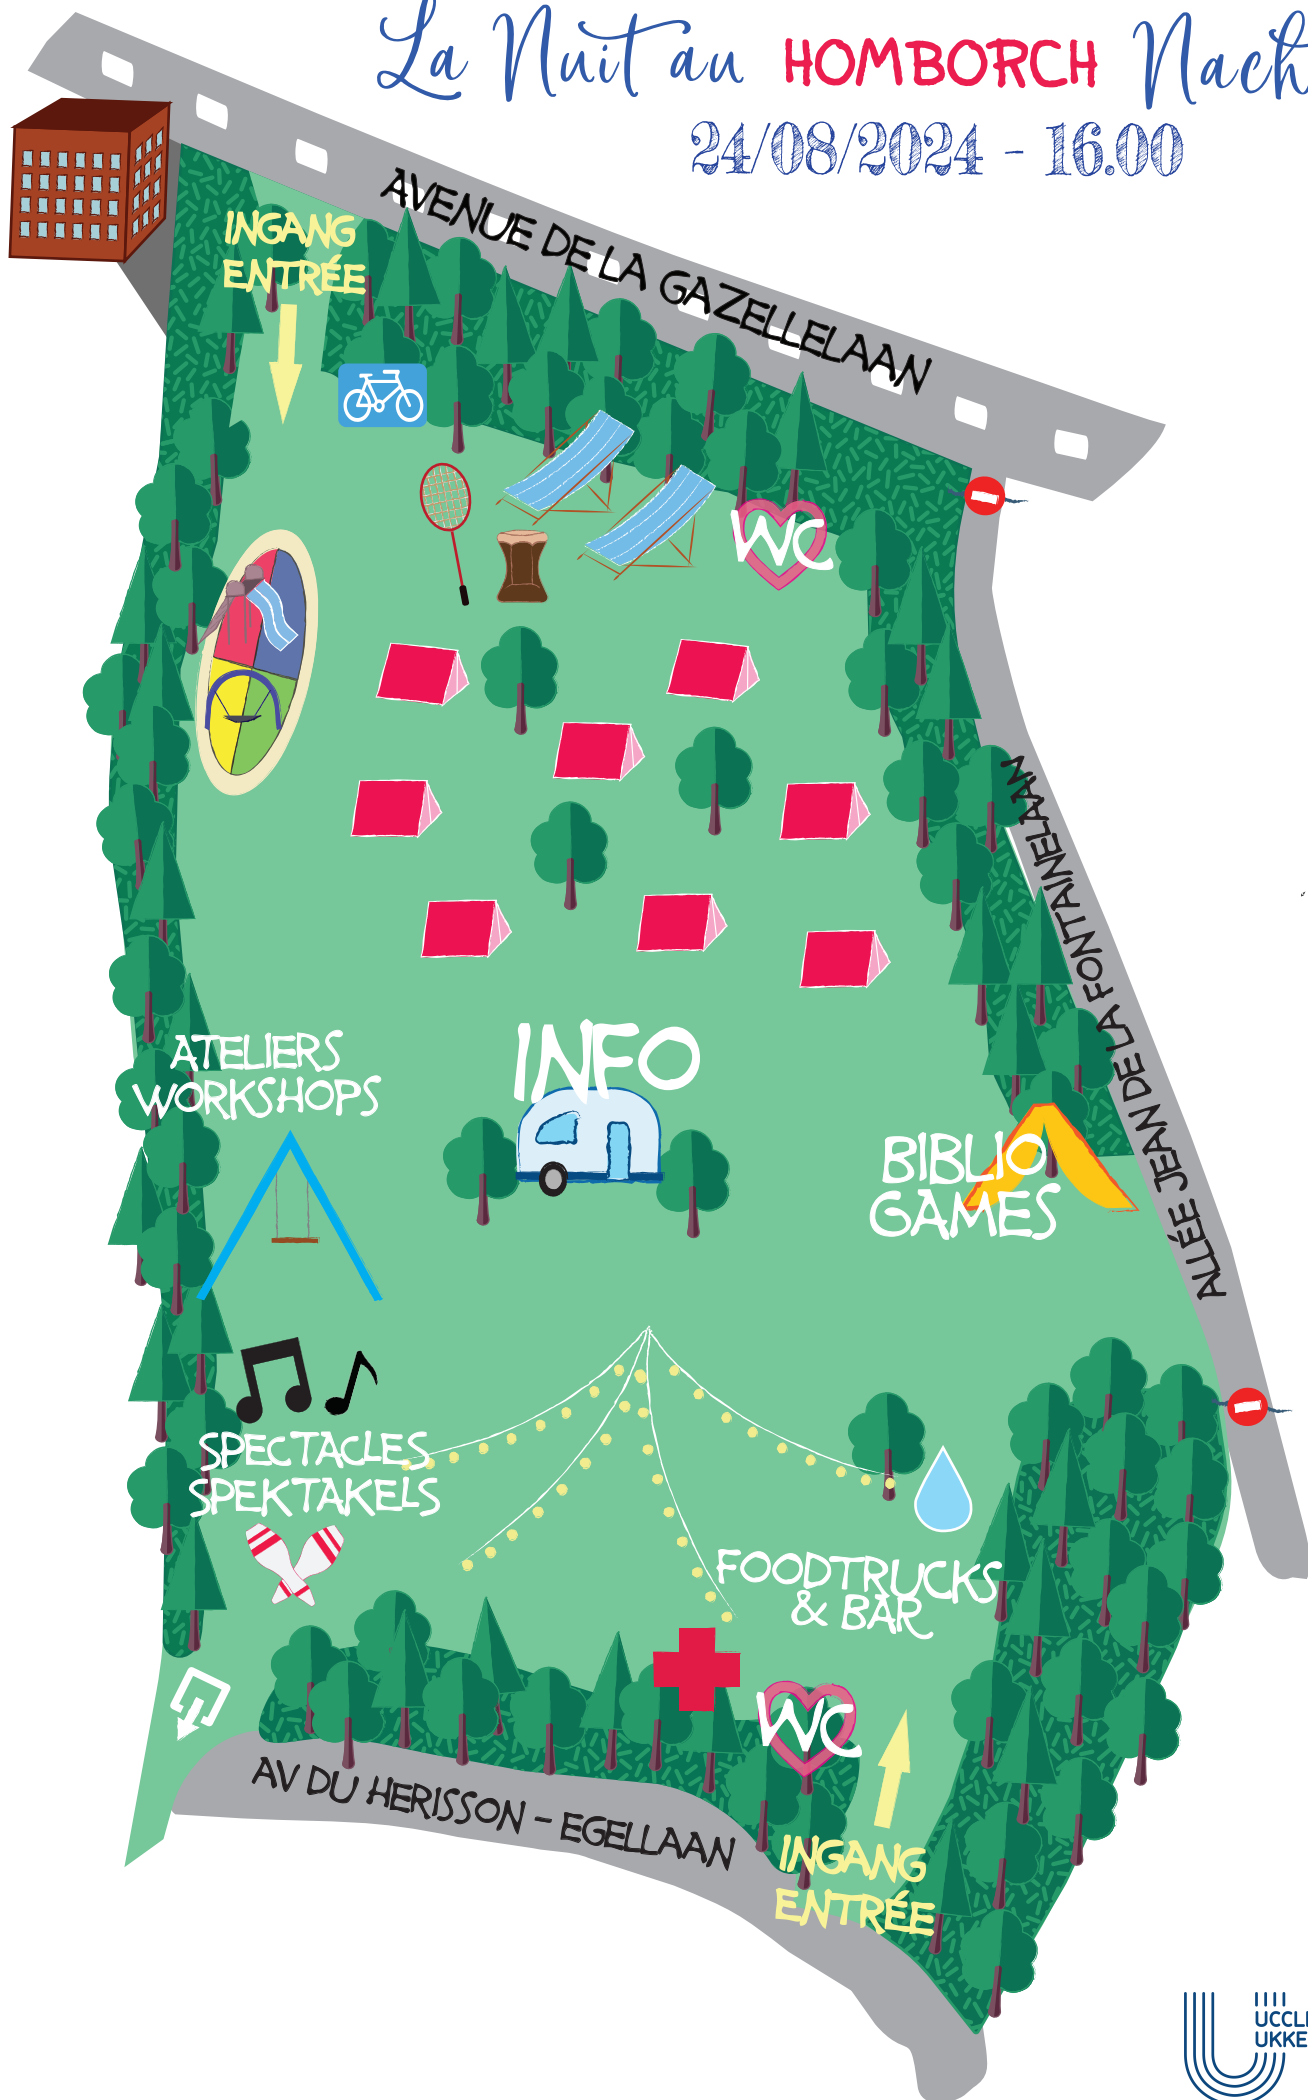 La Nuit au HOMBORCH Nach
24/08/2024 - 16.00
AVENUE DE LA GAZELLELAAN
INGANG
ENTRÉE
WC
ALLÉE JEAN DE LA FONTAINELAAN
ATELIERS
WORKSHOPS
INFO
BIBLIO
GAMES
SPECTACLES
SPEKTAKELS
FOODTRUCKS
& BAR
WC
AV DU HERISSON - EGELLAAN
INGANG
ENTRÉE
UCCL
UKKE